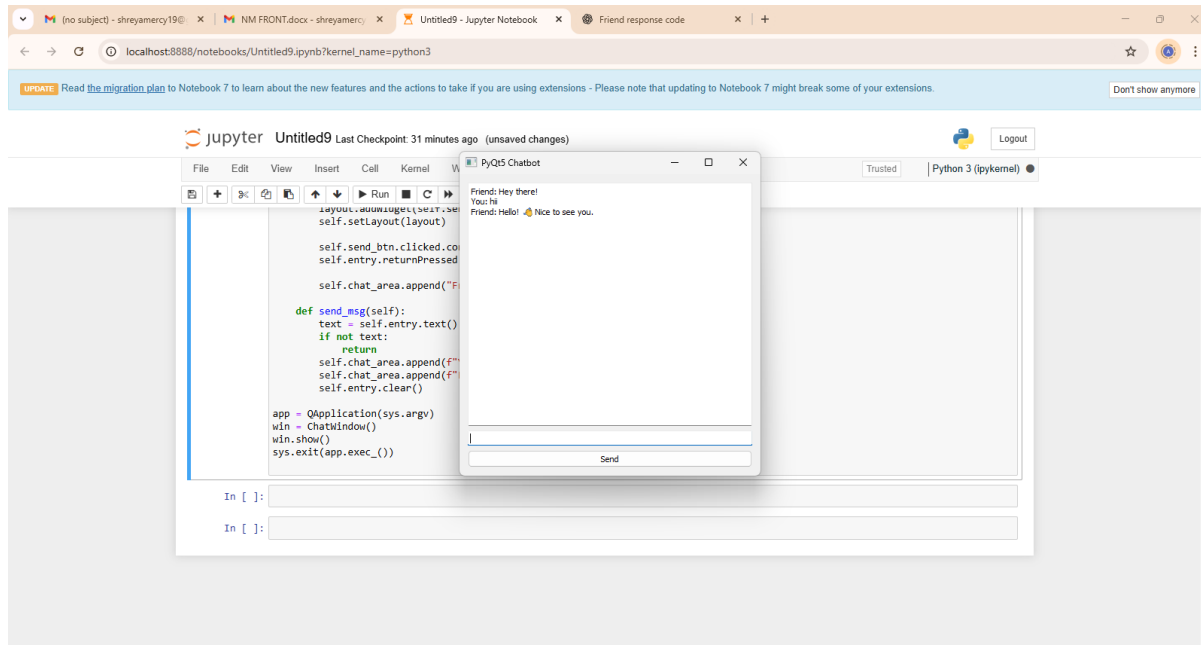 (no subject) - shreyamercy19@
NM FRONT.docx - shreyamercy
Untitled9 - Jupyter Notebook
Friend response code
localhost:8888/notebooks/Untitled9.ipynb?kernel_name=python3
UPDATE Read the migration plan to Notebook 7 to learn about the new features and the actions to take if you are using extensions - Please note that updating to Notebook 7 might break some of your extensions.
Don't show anymore
jupyter Untitled9 Last Checkpoint: 31 minutes ago (unsaved changes)
Logout
File Edit View Insert Cell Kernel W
Trusted
Python 3 (ipykernel)
Run
layout.addWidget(self.se
self.setLayout(layout)
self.send_btn.clicked.co
self.entry.returnPressed
self.chat_area.append("F
def send_msg(self):
text = self.entry.text()
if not text:
return
self.chat_area.append(f"
self.chat_area.append(f"
self.entry.clear()
app = QApplication(sys.argv)
win = ChatWindow()
win.show()
sys.exit(app.exec_())
In [ ]:
In [ ]:
PyQt5 Chatbot
Friend: Hey there!
You: hii
Friend: Hello! 👋 Nice to see you.
Send